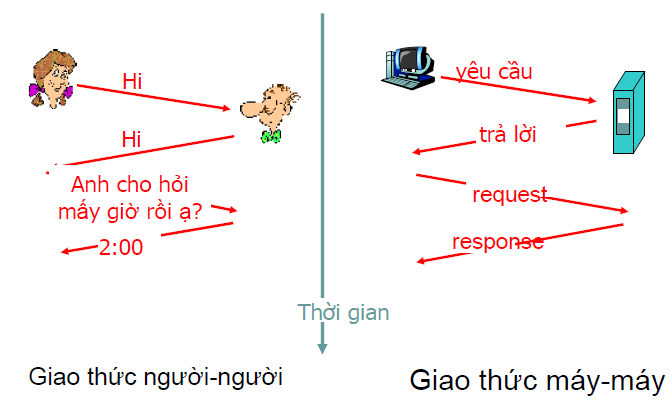 Hi
Hi
Anh cho hỏi
mấy giờ rồi ạ?
2:00
yêu cầu
trả lời
request
response
Thời gian
Giao thức người-người
Giao thức máy-máy